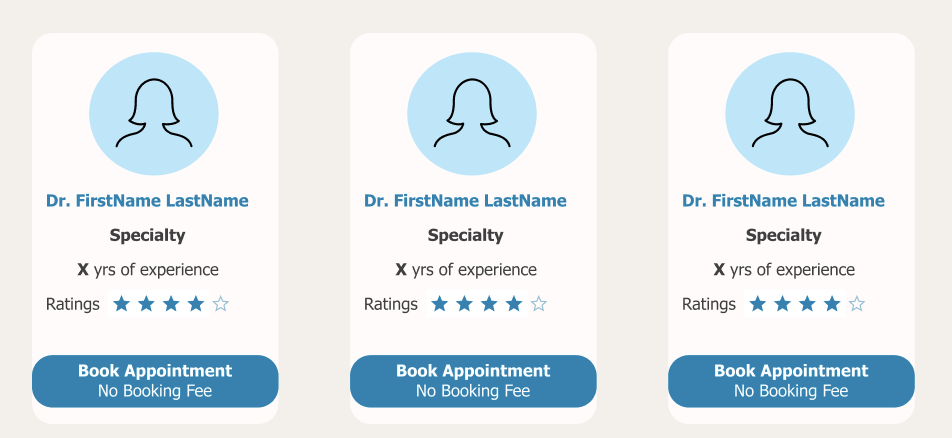 Dr. FirstName LastName
Specialty
X yrs of experience
Ratings
Book Appointment
No Booking Fee
Dr. FirstName LastName
Specialty
X yrs of experience
Ratings
Book Appointment
No Booking Fee
Dr. FirstName LastName
Specialty
X yrs of experience
Ratings
Book Appointment
No Booking Fee